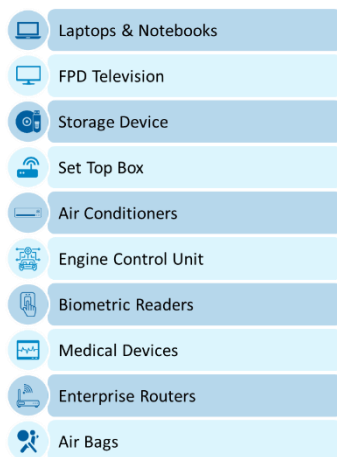 Laptops & Notebooks
FPD Television
Storage Device
Set Top Box
Air Conditioners
Engine Control Unit
Biometric Readers
Medical Devices
Enterprise Routers
Air Bags